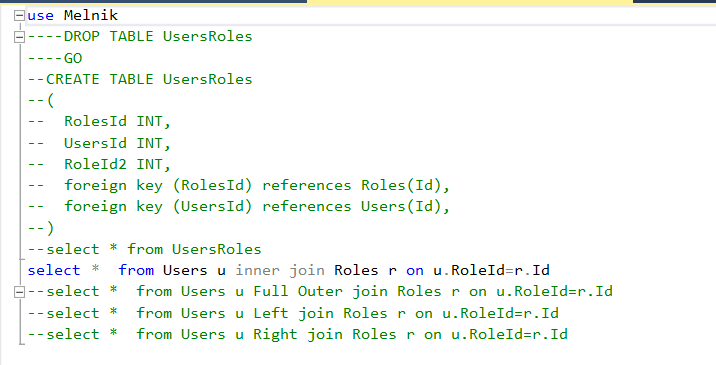 use Melnik
----DROP TABLE UsersRoles
----GO
--CREATE TABLE UsersRoles
--(
--  RolesId INT,
--  UsersId INT,
--  RoleId2 INT,
--  foreign key (RolesId) references Roles(Id),
--  foreign key (UsersId) references Users(Id),
--)
--select * from UsersRoles
select *  from Users u inner join Roles r on u.RoleId=r.Id
--select *  from Users u Full Outer join Roles r on u.RoleId=r.Id
--select *  from Users u Left join Roles r on u.RoleId=r.Id
--select *  from Users u Right join Roles r on u.RoleId=r.Id